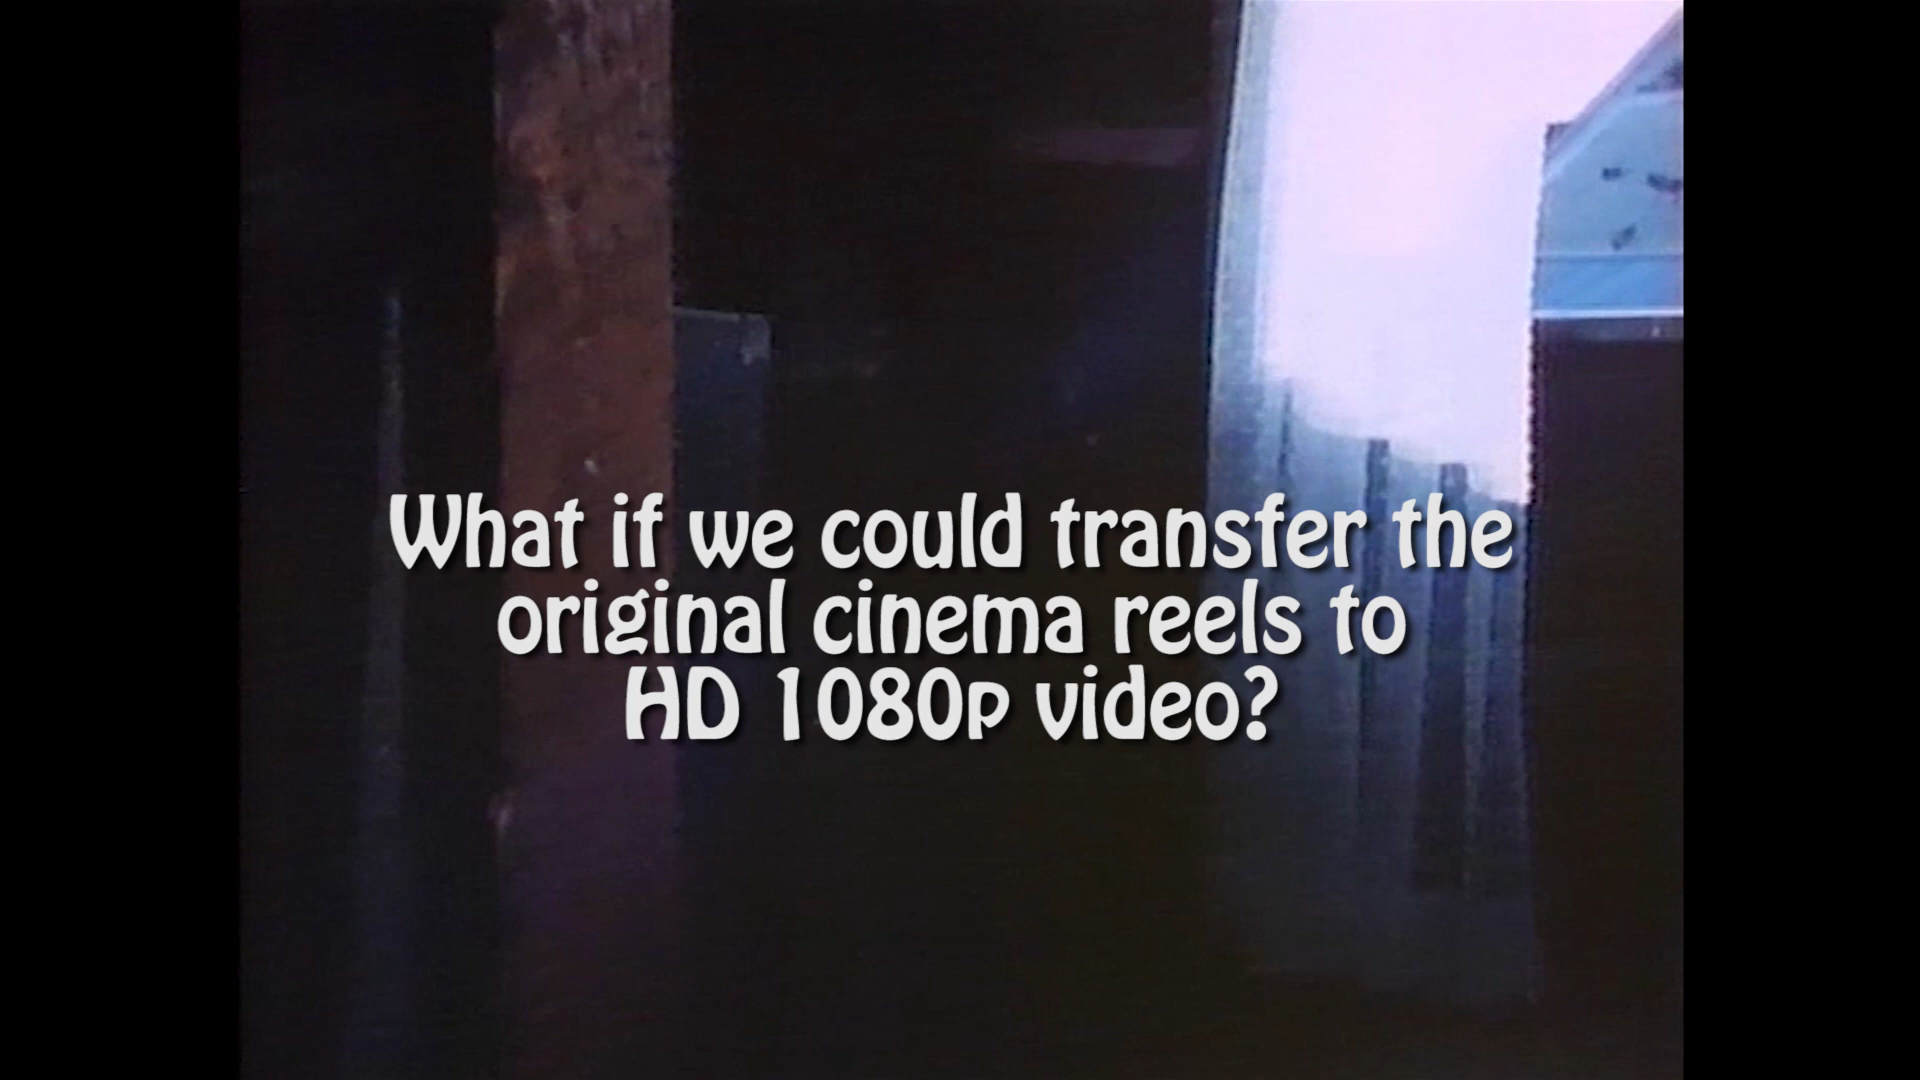 What if we could transfer the
original cinema reels to
HD 1080p video?